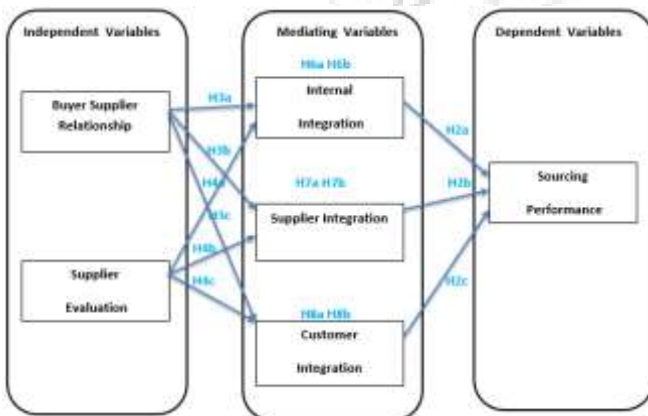 Independent Variables
Mediating Variables
Dependent Variables
H6a H6b
Buyer Supplier
Relationship
H3a
Internal
Integration
H2a
H3b
H4a
H7a H7b
H2b
Sourcing
Performance
H3c
Supplier Integration
H4b
Supplier
Evaluation
H4c
H2c
H8a H8b
Customer
Integration